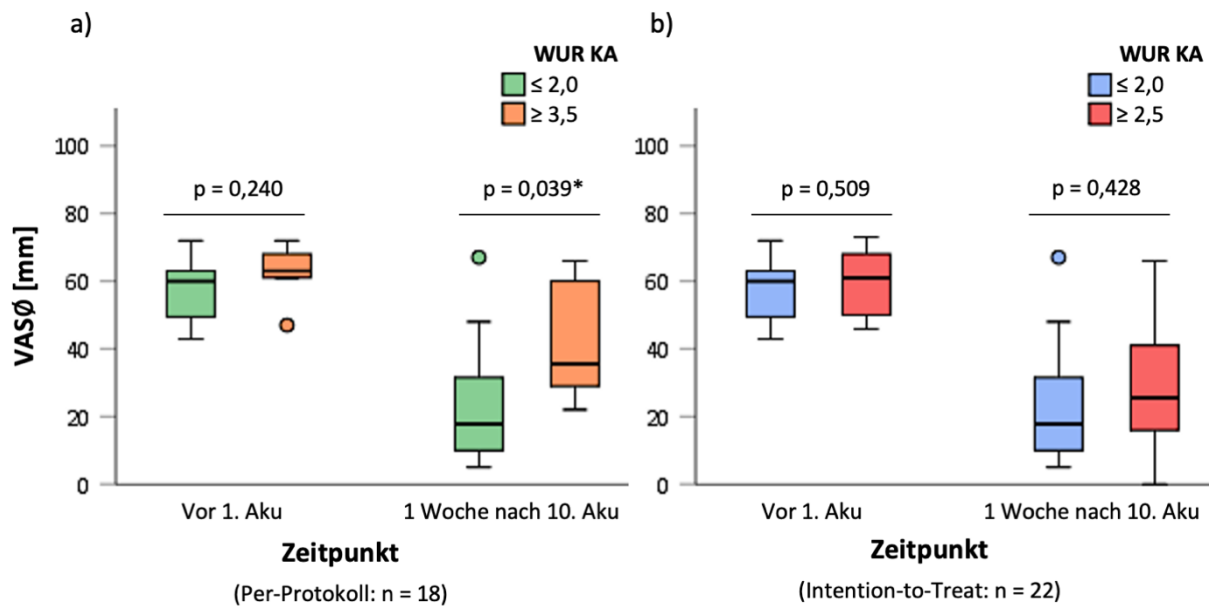 a)
WUR KA
≤ 2,0
≥ 3,5
100
80
60
40
20
0
VASØ [mm]
p = 0,240
p = 0,039*
Vor 1. Aku
1 Woche nach 10. Aku
Zeitpunkt
(Per-Protokoll: n = 18)
b)
WUR KA
≤ 2,0
≥ 2,5
100
80
60
40
20
0
p = 0,509
p = 0,428
Vor 1. Aku
1 Woche nach 10. Aku
Zeitpunkt
(Intention-to-Treat: n = 22)